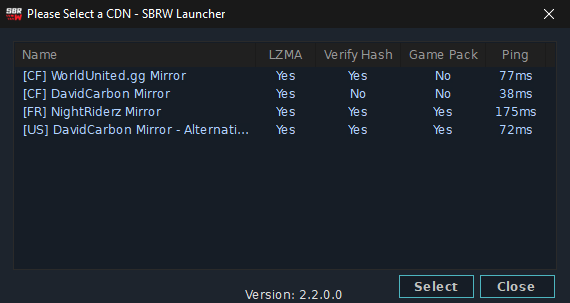 SBRW Please Select a CDN - SBRW Launcher
Name LZMA Verify Hash Game Pack Ping
[CF] WorldUnited.gg Mirror Yes Yes No 77ms
[CF] DavidCarbon Mirror Yes No No 38ms
[FR] NightRiderz Mirror Yes Yes Yes 175ms
[US] DavidCarbon Mirror - Alternati... Yes Yes Yes 72ms
Version: 2.2.0.0 Select Close